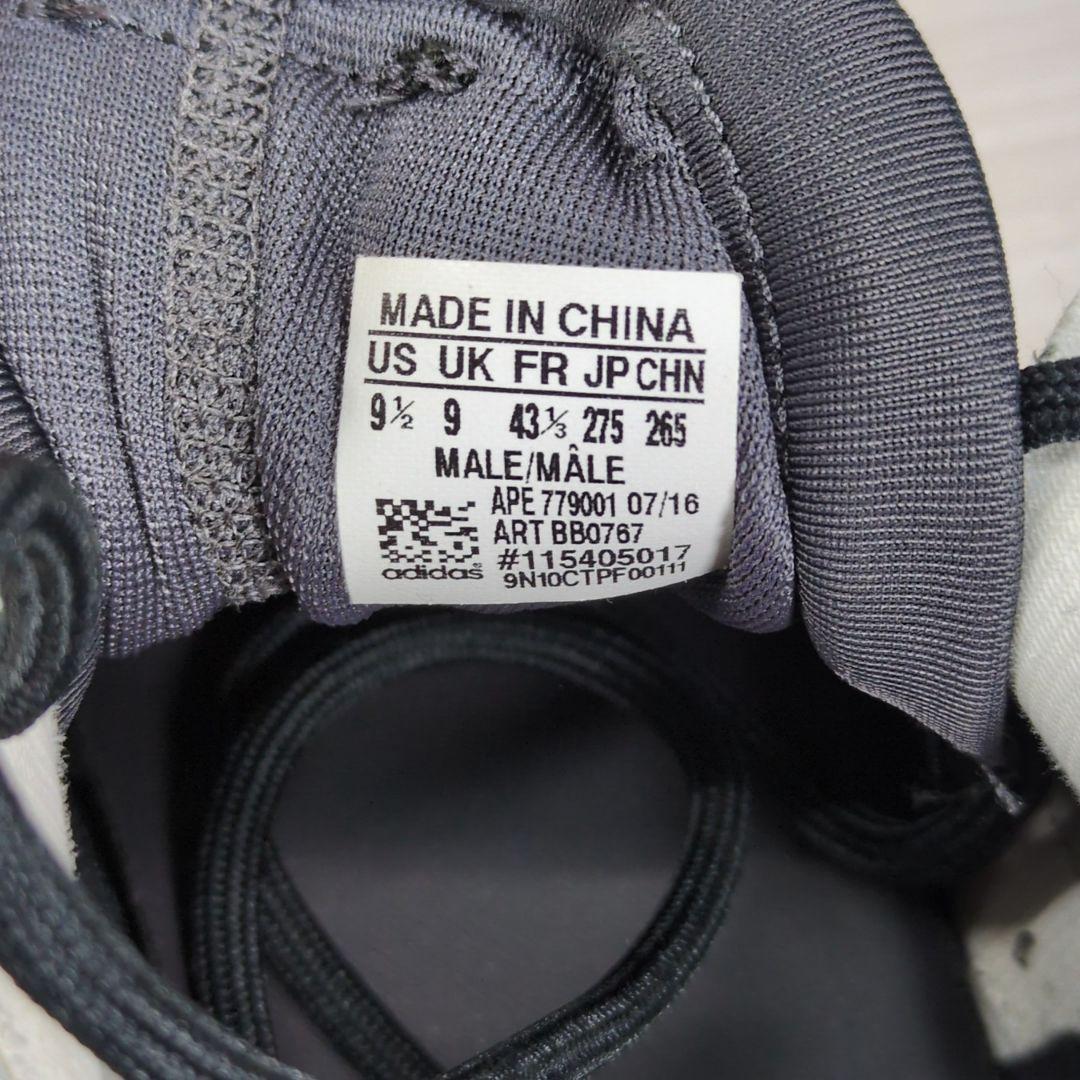 MADE IN CHINA
US UK FR JP CHN
9½ 9 43⅓ 275 265
MALE/MÂLE
APE 779001 07/16
ART BB0767
#115405017
adidas® 9N10CTPF00111